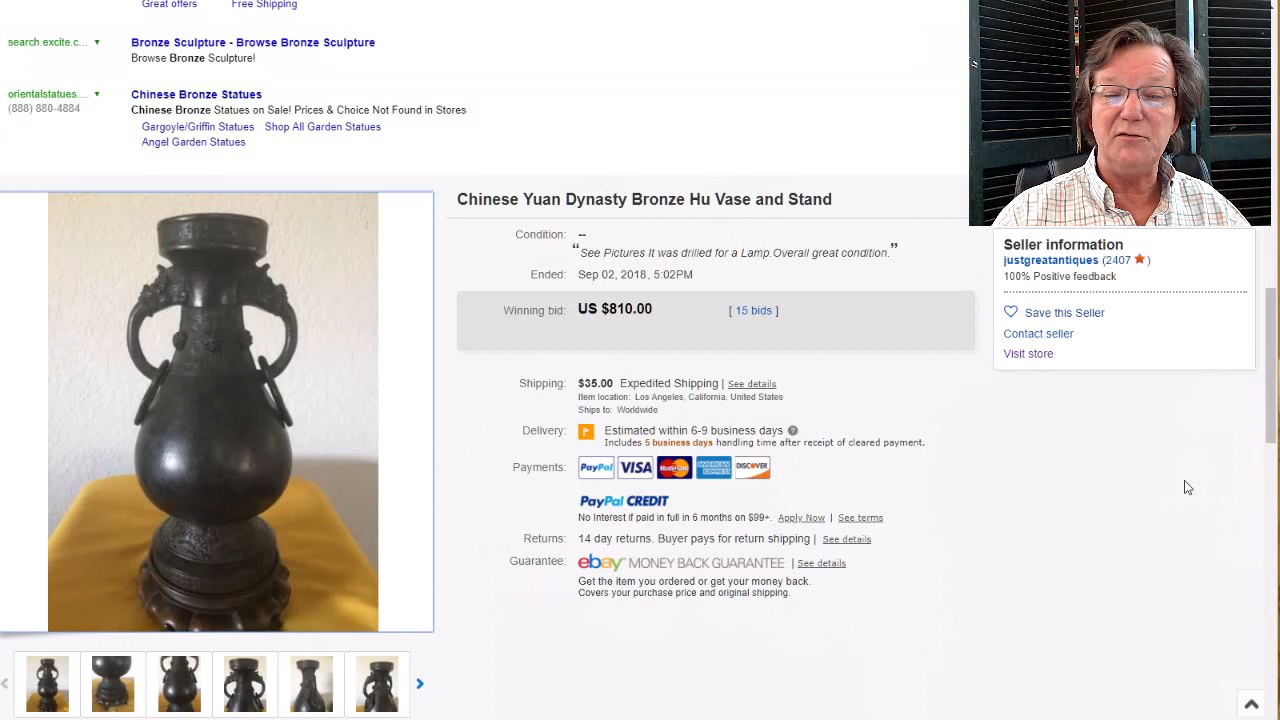 Great offers Free Shipping
search.excite.c... ▼ Bronze Sculpture - Browse Bronze Sculpture
Browse Bronze Sculpture!
orientalstatues.... ▼ Chinese Bronze Statues
(888) 880-4884 Chinese Bronze Statues on Sale! Prices & Choice Not Found in Stores
Gargoyle/Griffin Statues Shop All Garden Statues
Angel Garden Statues
Chinese Yuan Dynasty Bronze Hu Vase and Stand
Condition: --
“See Pictures It was drilled for a Lamp.Overall great condition.”
Ended: Sep 02, 2018, 5:02PM
Winning bid: US $810.00 [ 15 bids ]
Shipping: $35.00 Expedited Shipping | See details
Item location: Los Angeles, California, United States
Ships to: Worldwide
Delivery: Estimated within 6-9 business days ?
Includes 5 business days handling time after receipt of cleared payment.
Payments: PayPal VISA MasterCard AMERICAN EXPRESS DISCOVER
PayPal CREDIT
No Interest if paid in full in 6 months on $99+. Apply Now | See terms
Returns: 14 day returns. Buyer pays for return shipping | See details
Guarantee: ebay MONEY BACK GUARANTEE | See details
Get the item you ordered or get your money back.
Covers your purchase price and original shipping.
Seller information
justgreatantiques (2407 ★ )
100% Positive feedback
Save this Seller
Contact seller
Visit store